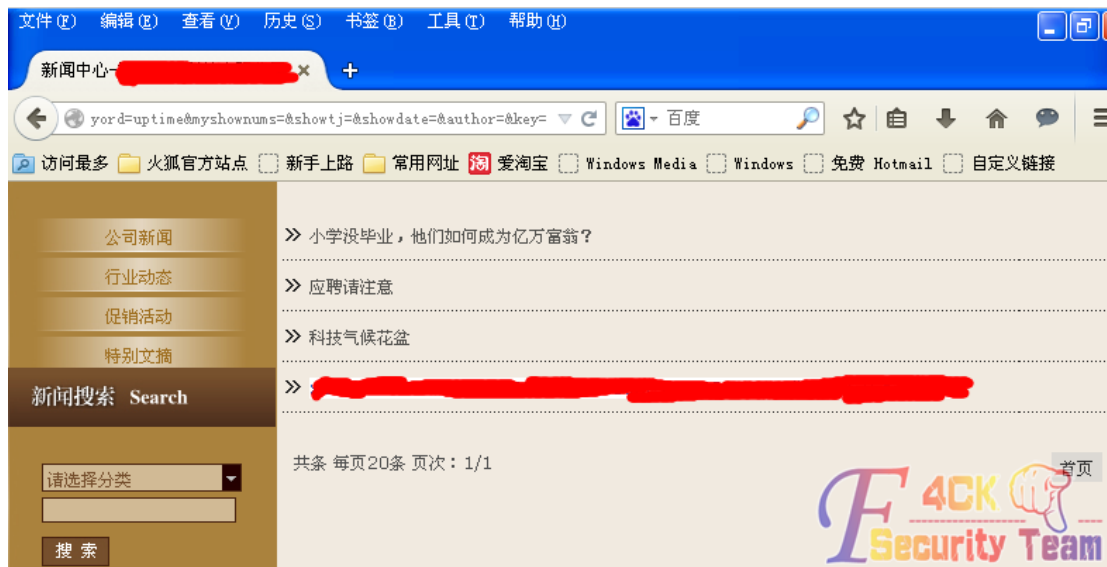 文件(F) 编辑(E) 查看(V) 历史(S) 书签(B) 工具(T) 帮助(H)
新闻中心-
yord=uptime&myshownums=&showtj=&showdate=&author=&key= 百度
访问最多 火狐官方站点 新手上路 常用网址 淘 爱淘宝 Windows Media Windows 免费 Hotmail 自定义链接
公司新闻
行业动态
促销活动
特别文摘
新闻搜索 Search
请选择分类
搜 索
小学没毕业，他们如何成为亿万富翁？
应聘请注意
科技气候花盆
共条 每页20条 页次：1/1
首页
F4CK
Security Team